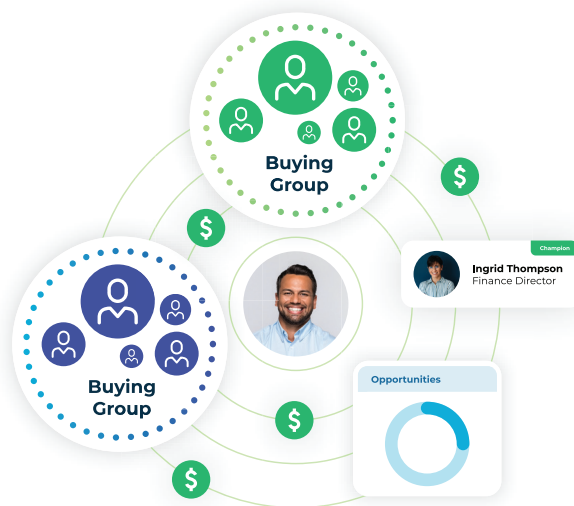 Buying
Group
$
$
Champion
Ingrid Thompson
Finance Director
Buying
Group
Opportunities
$
$